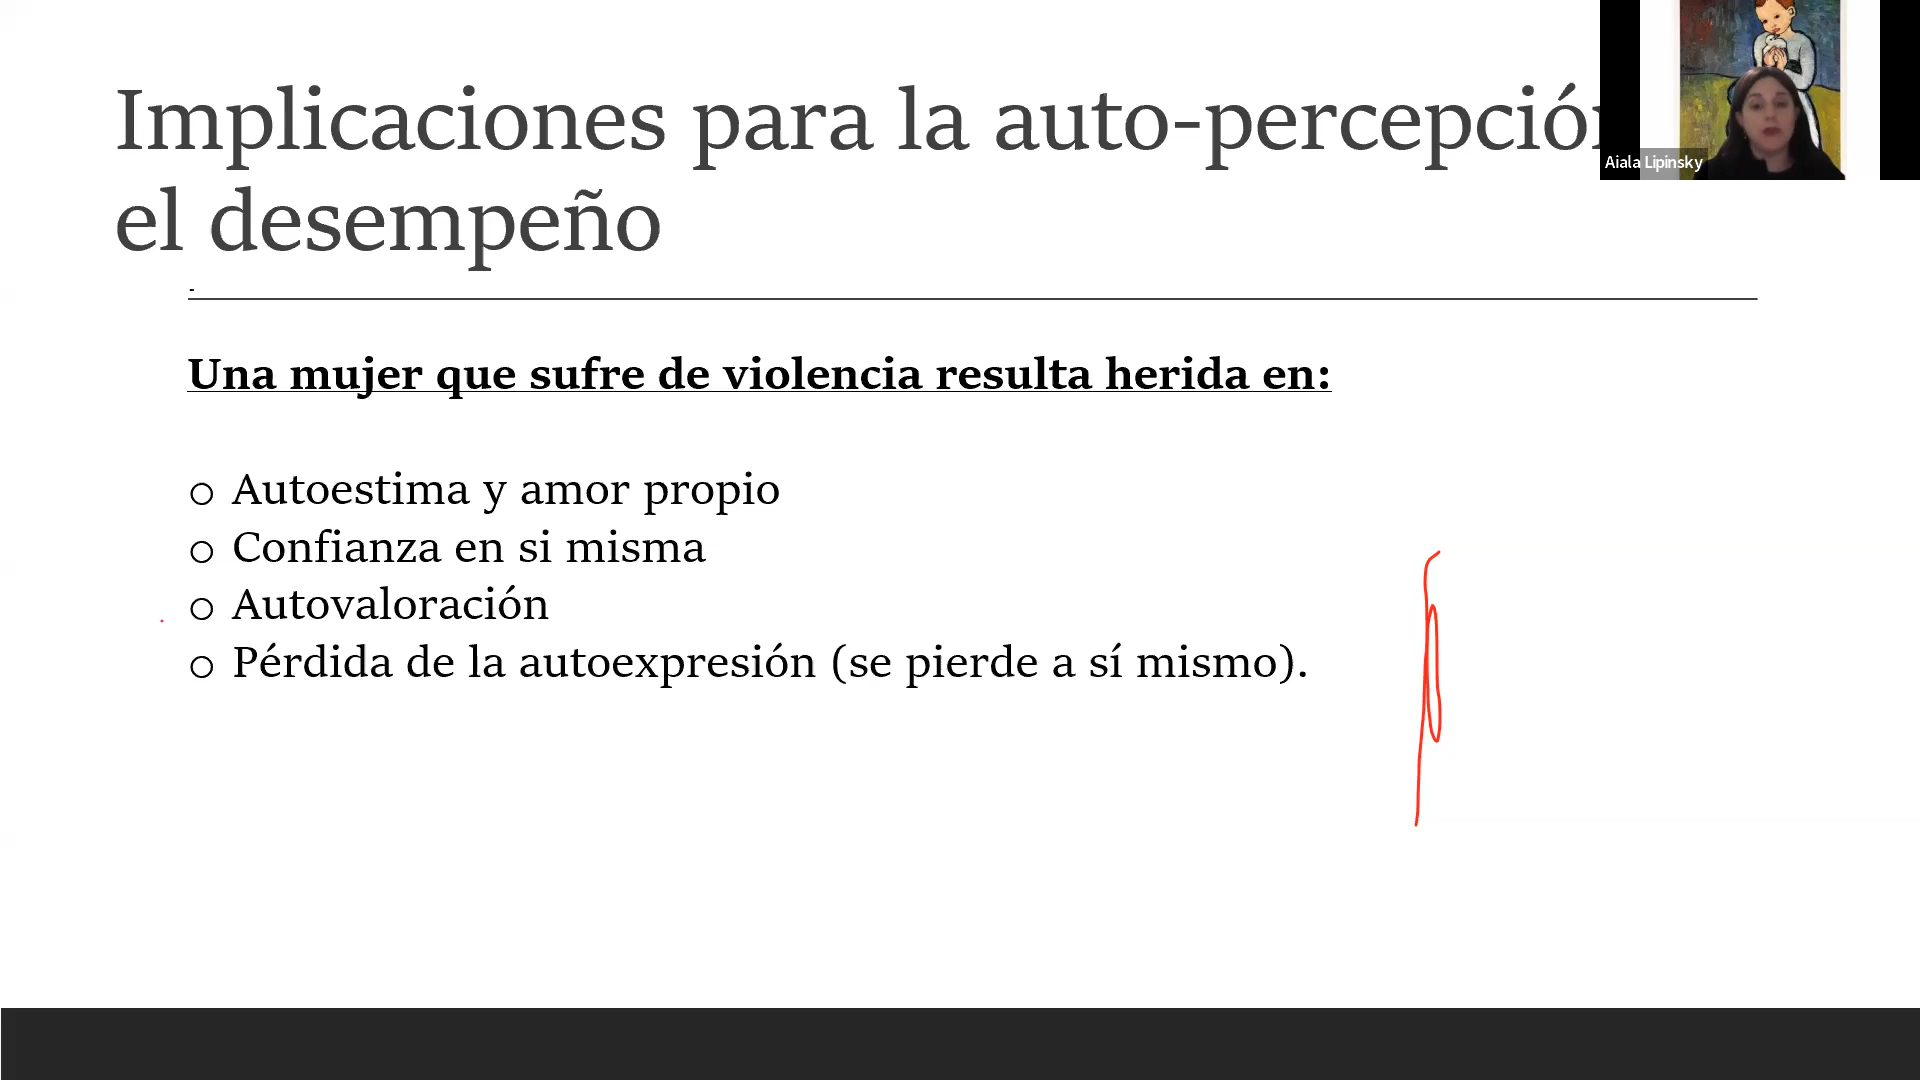 Implicaciones para la auto-percepción
el desempeño
Aiala Lipinsky
-
Una mujer que sufre de violencia resulta herida en:
o Autoestima y amor propio
o Confianza en si misma
o Autovaloración
o Pérdida de la autoexpresión (se pierde a sí mismo).